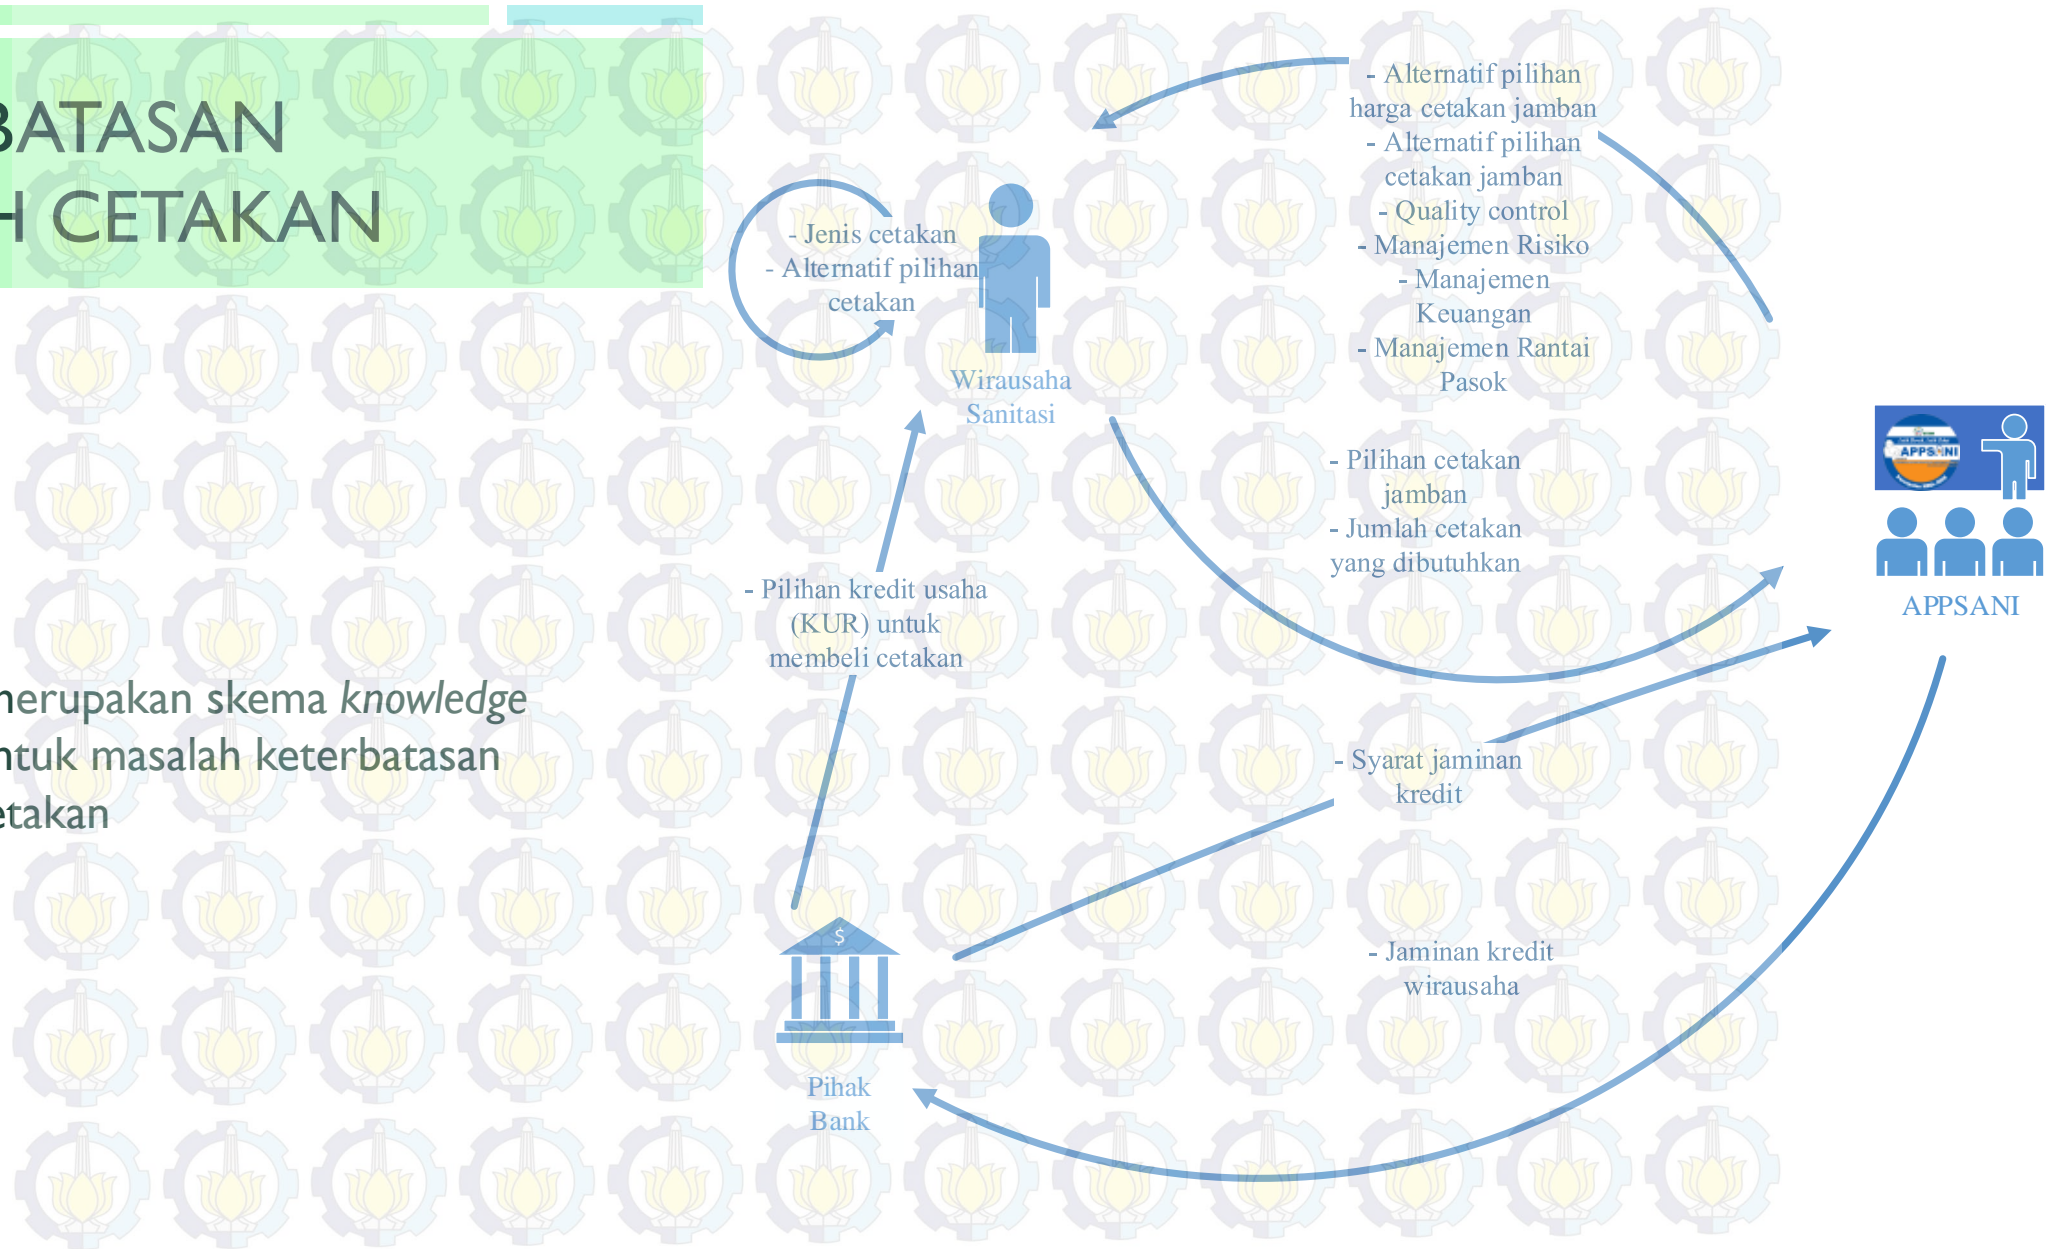 BATASAN
H CETAKAN
merupakan skema knowledge
ntuk masalah keterbatasan
etakan
- Jenis cetakan
- Alternatif pilihan
cetakan
Wirausaha
Sanitasi
- Alternatif pilihan
harga cetakan jamban
- Alternatif pilihan
cetakan jamban
- Quality control
- Manajemen Risiko
- Manajemen
Keuangan
- Manajemen Rantai
Pasok
- Pilihan cetakan
jamban
- Jumlah cetakan
yang dibutuhkan
APPSANI
APPSANI
- Pilihan kredit usaha
(KUR) untuk
membeli cetakan
- Syarat jaminan
kredit
- Jaminan kredit
wirausaha
$
Pihak
Bank